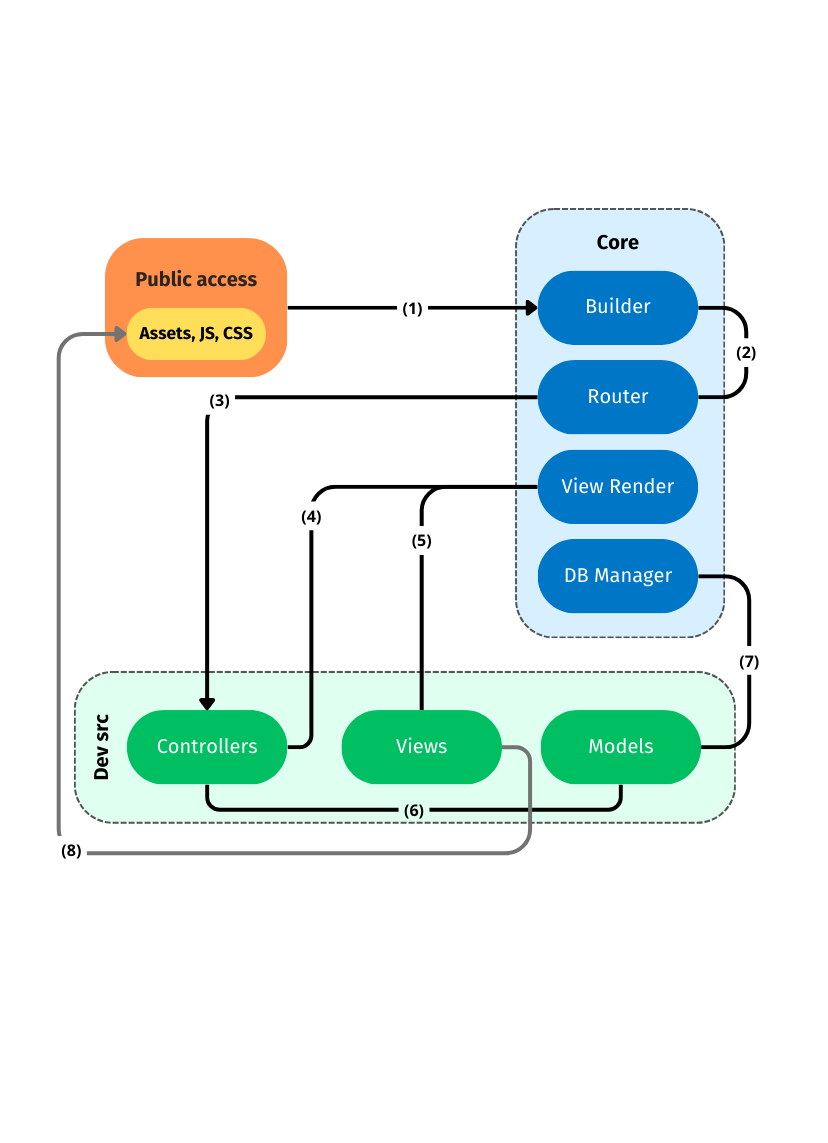 Core
Public access
Builder
Assets, JS, CSS
(1)
(2)
Router
(3)
View Render
(4)
(5)
DB Manager
(7)
Dev src
Controllers
Views
Models
(6)
(8)